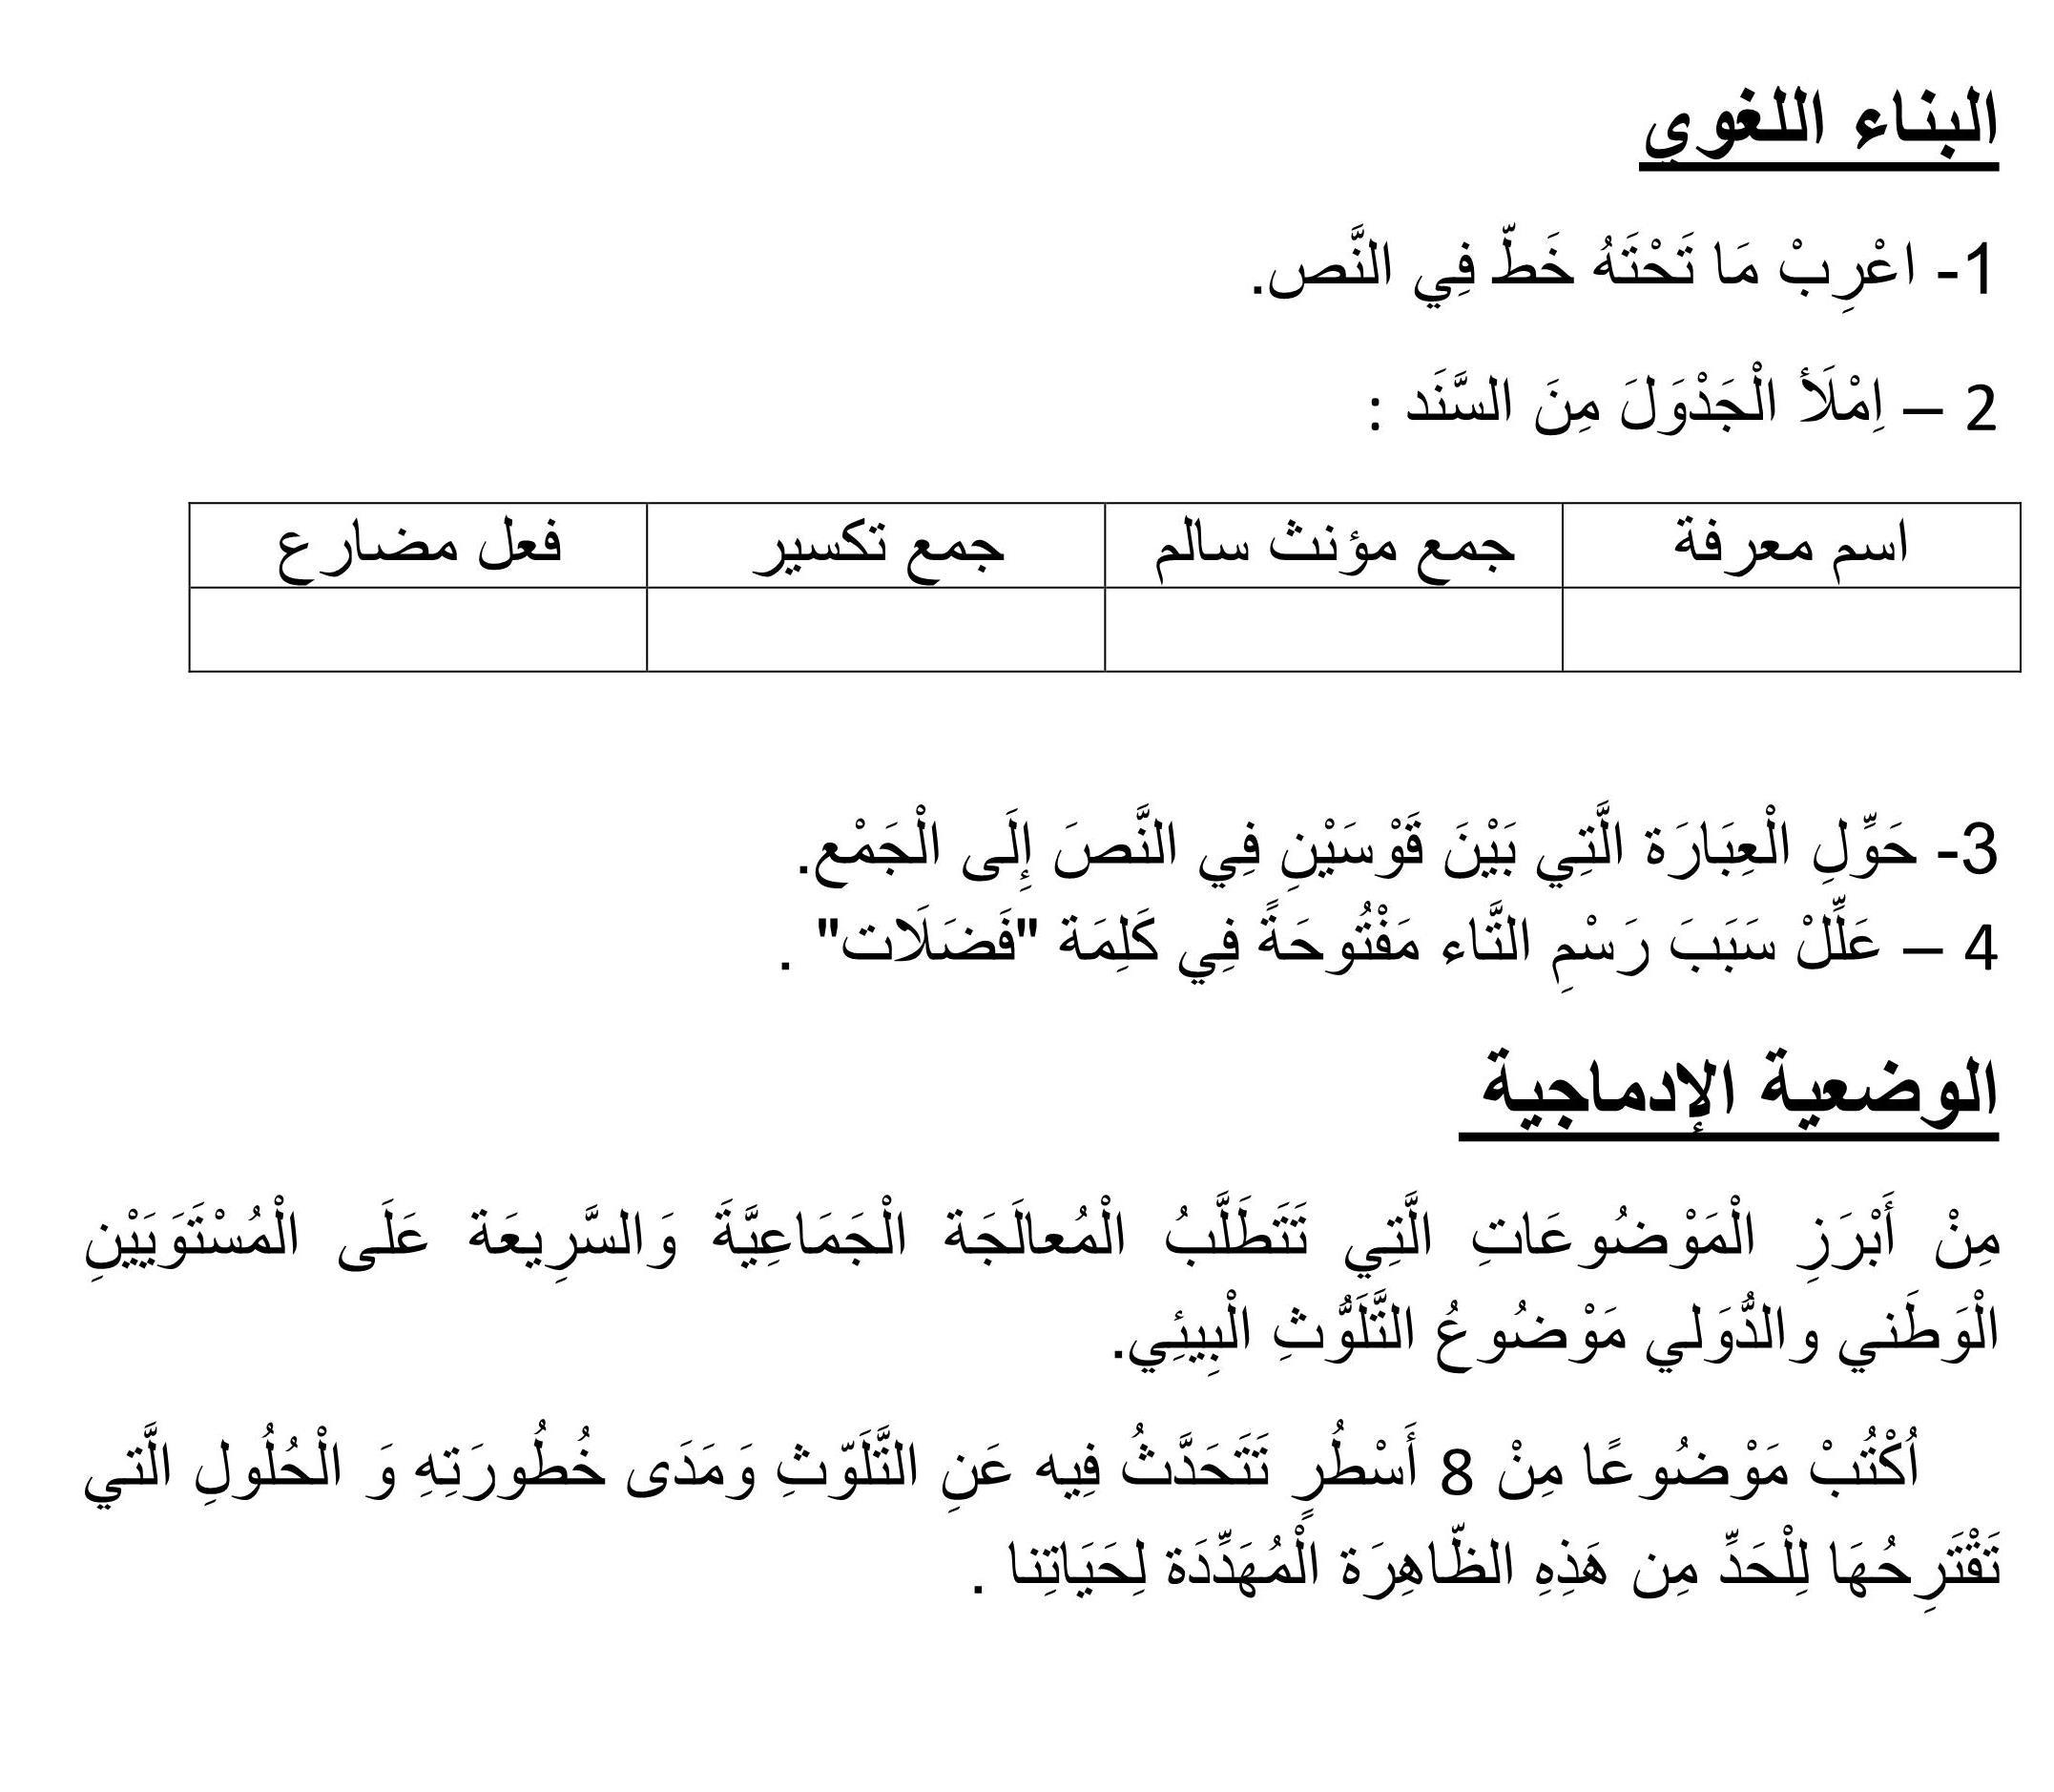 البناء اللغوي
1- اعْرِبْ مَا تَحْتَهُ خَطّ فِي النَّص.
2 – اِمْلَأ الْجَدْوَلَ مِنَ السَّنَد :
اسم معرفة	جمع مؤنث سالم	جمع تكسير	فعل مضارع
3- حَوِّلِ الْعِبَارَة الَّتِي بَيْنَ قَوْسَيْنِ فِي النَّصَ إِلَى الْجَمْع.
4 – عَلِّلْ سَبَبَ رَسْمِ التَّاء مَفْتُوحَةً فِي كَلِمَة "فَضَلَات" .
الوضعية الإدماجية
مِنْ أَبْرَزِ الْمَوْضُوعَاتِ الَّتِي تَتَطَلَّبُ الْمُعالَجَة الْجَمَاعِيَّةَ وَالسَّرِيعَة عَلَى الْمُسْتَوَيَيْنِ
الْوَطَني والدُّوَلي مَوْضُوعُ التَّلَوُّثِ الْبِيئِي.
اُكْتُبْ مَوْضُوعًا مِنْ 8 أَسْطُرٍ تَتَحَدَّثُ فِيه عَنِ التَّلَوّثِ وَمَدَى خُطُورَتِهِ وَ الْحُلُولِ الَّتي
تَقْتَرِحُهَا لِلْحَدِّ مِن هَذِهِ الظّاهِرَة الْمُهَدِّدَة لِحَيَاتِنا .